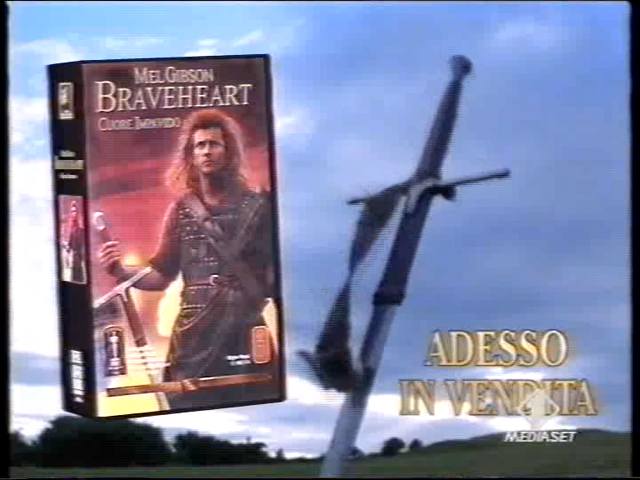 MEL GIBSON
BRAVEHEART
CUORE IMPAVIDO
ADESSO
IN VENDITA
MEDIASET